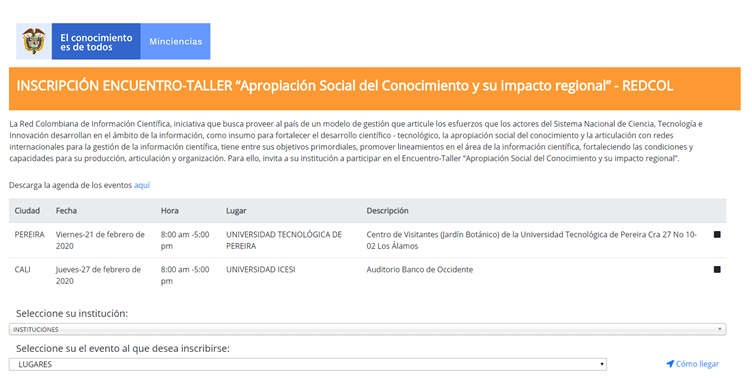 El conocimiento
es de todos
Minciencias
INSCRIPCIÓN ENCUENTRO-TALLER “Apropiación Social del Conocimiento y su Impacto regional” - REDCOL
La Red Colombiana de Información Científica, iniciativa que busca proveer al país de un modelo de gestión que articule los esfuerzos que los actores del Sistema Nacional de Ciencia, Tecnología e
Innovación desarrollan en el ámbito de la información, como insumo para fortalecer el desarrollo científico - tecnológico, la apropiación social del conocimiento y la articulación con redes
internacionales para la gestión de la información científica, tiene entre sus objetivos primordiales, promover lineamientos en el área de la información científica, fortaleciendo las condiciones y
capacidades para su producción, articulación y organización. Para ello, invita a su institución a participar en el Encuentro-Taller “Apropiación Social del Conocimiento y su impacto regional”.
Descarga la agenda de los eventos aquí
Ciudad Fecha Hora Lugar Descripción
PEREIRA Viernes-21 de febrero de 8:00 am -5:00 UNIVERSIDAD TECNOLÓGICA DE Centro de Visitantes (Jardín Botánico) de la Universidad Tecnológica de Pereira Cra 27 No 10-
2020 pm PEREIRA 02 Los Álamos
CALI Jueves-27 de febrero de 8:00 am -5:00 UNIVERSIDAD ICESI Auditorio Banco de Occidente
2020 pm
Seleccione su institución:
INSTITUCIONES
Seleccione su el evento al que desea inscribirse:
LUGARES Cómo llegar